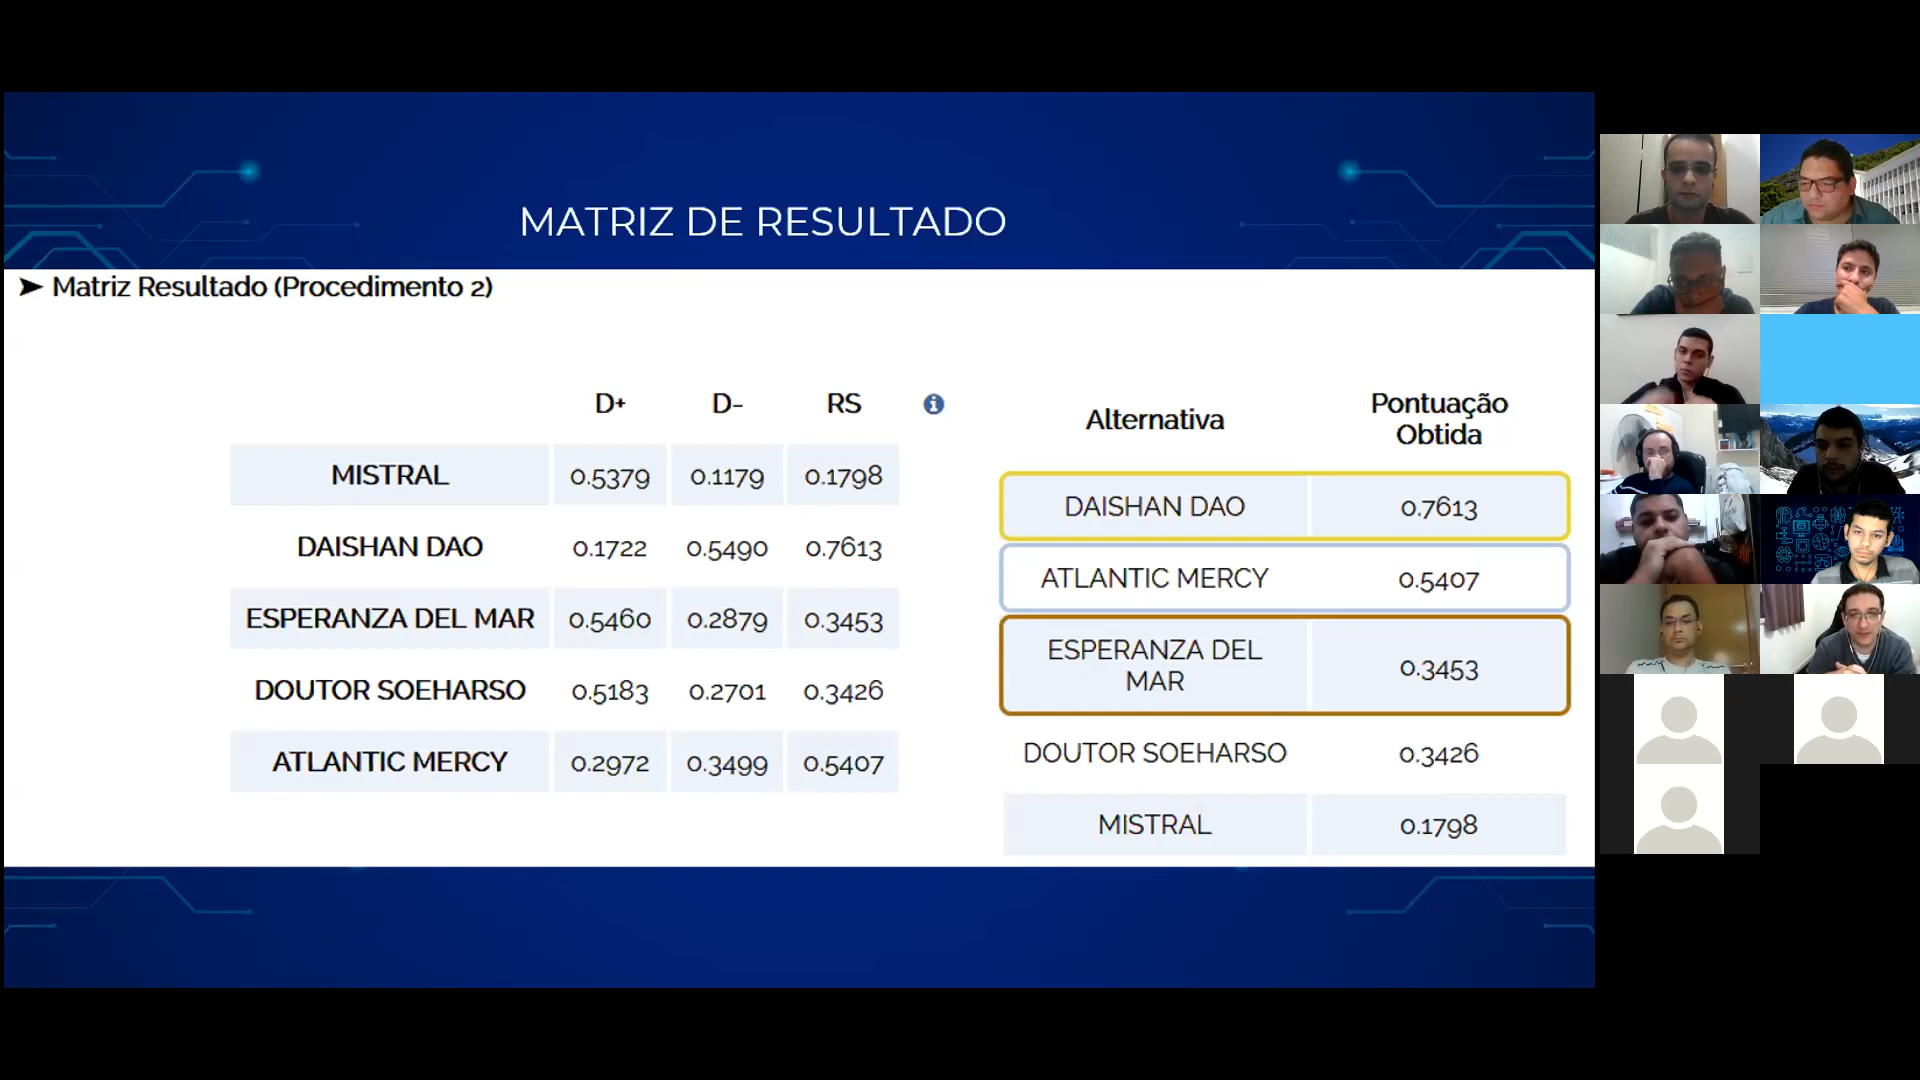 MATRIZ DE RESULTADO
➤ Matriz Resultado (Procedimento 2)
D+ D- RS
MISTRAL 0.5379 0.1179 0.1798
DAISHAN DAO 0.1722 0.5490 0.7613
ESPERANZA DEL MAR 0.5460 0.2879 0.3453
DOUTOR SOEHARSO 0.5183 0.2701 0.3426
ATLANTIC MERCY 0.2972 0.3499 0.5407
Alternativa Pontuação
Obtida
DAISHAN DAO 0.7613
ATLANTIC MERCY 0.5407
ESPERANZA DEL
MAR 0.3453
DOUTOR SOEHARSO 0.3426
MISTRAL 0.1798